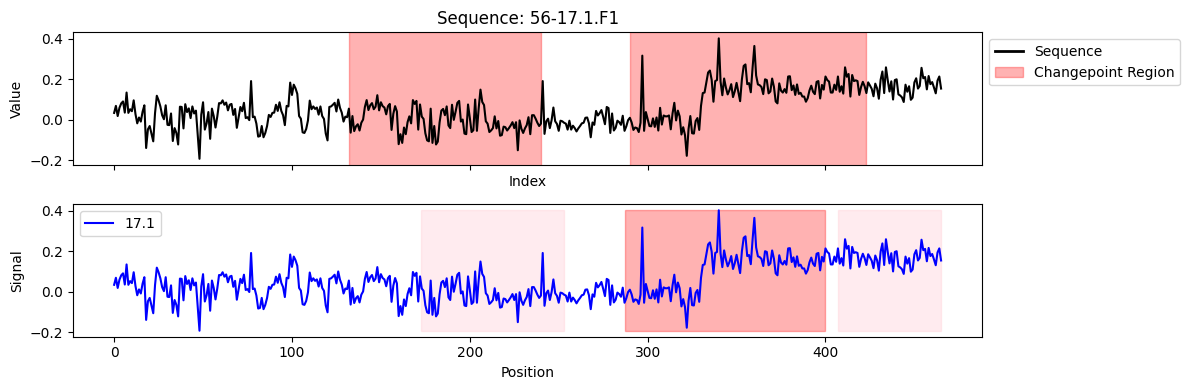 Sequence: 56-17.1.F1
0.4
0.2
0.0
−0.2
Value
Index
Sequence
Changepoint Region
0.4
0.2
0.0
−0.2
Signal
17.1
0
100
200
300
400
Position